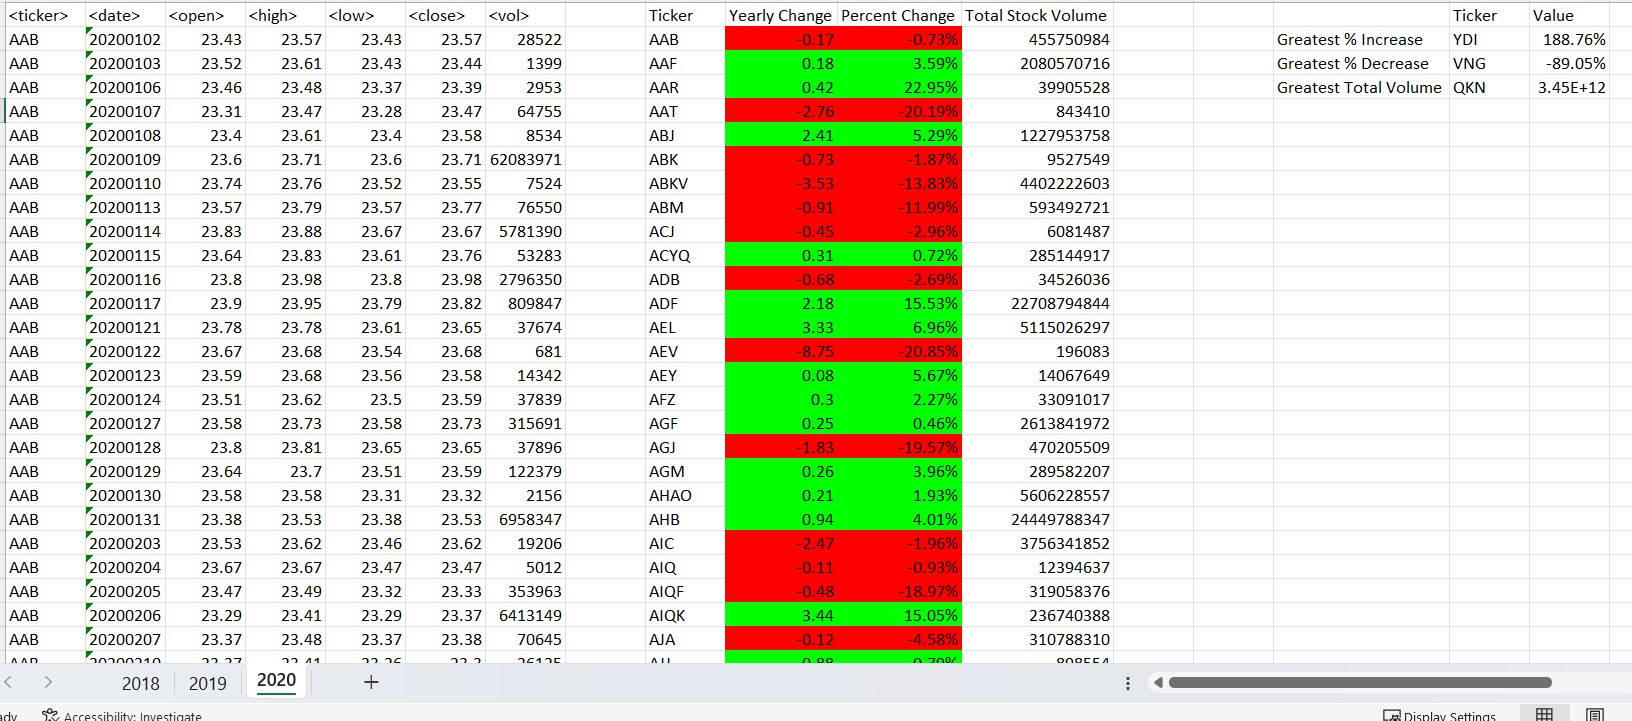 <ticker> <date> <open> <high> <low> <close> <vol> Ticker Yearly Change Percent Change Total Stock Volume Ticker Value
AAB 20200102 23.43 23.57 23.43 23.57 28522 AAB -0.17 -0.73% 455750984 Greatest % Increase YDI 188.76%
AAB 20200103 23.52 23.61 23.43 23.44 1399 AAF 0.18 3.59% 2080570716 Greatest % Decrease VNG -89.05%
AAB 20200106 23.46 23.48 23.37 23.39 2953 AAR 0.42 22.95% 39905528 Greatest Total Volume QKN 3.45E+12
AAB 20200107 23.31 23.47 23.28 23.47 64755 AAT -2.76 -20.19% 843410
AAB 20200108 23.4 23.61 23.4 23.58 8534 ABJ 2.41 5.29% 1227953758
AAB 20200109 23.6 23.71 23.6 23.71 62083971 ABK -0.73 -1.87% 9527549
AAB 20200110 23.74 23.76 23.52 23.55 7524 ABKV -3.53 -13.83% 4402222603
AAB 20200113 23.57 23.79 23.57 23.77 76550 ABM -0.91 -11.99% 593492721
AAB 20200114 23.83 23.88 23.67 23.67 5781390 ACJ -0.45 -2.96% 6081487
AAB 20200115 23.64 23.83 23.61 23.76 53283 ACYQ 0.31 0.72% 285144917
AAB 20200116 23.8 23.98 23.8 23.98 2796350 ADB -0.68 -2.69% 34526036
AAB 20200117 23.9 23.95 23.79 23.82 809847 ADF 2.18 15.53% 22708794844
AAB 20200121 23.78 23.78 23.61 23.65 37674 AEL 3.33 6.96% 5115026297
AAB 20200122 23.67 23.68 23.54 23.68 681 AEV -8.75 -20.85% 196083
AAB 20200123 23.59 23.68 23.56 23.58 14342 AEY 0.08 5.67% 14067649
AAB 20200124 23.51 23.62 23.5 23.59 37839 AFZ 0.3 2.27% 33091017
AAB 20200127 23.58 23.73 23.58 23.73 315691 AGF 0.25 0.46% 2613841972
AAB 20200128 23.8 23.81 23.65 23.65 37896 AGJ -1.83 -19.57% 470205509
AAB 20200129 23.64 23.7 23.51 23.59 122379 AGM 0.26 3.96% 289582207
AAB 20200130 23.58 23.58 23.31 23.32 2156 AHAO 0.21 1.93% 5606228557
AAB 20200131 23.38 23.53 23.38 23.53 6958347 AHB 0.94 4.01% 24449788347
AAB 20200203 23.53 23.62 23.46 23.62 19206 AIC -2.47 -1.96% 3756341852
AAB 20200204 23.67 23.67 23.47 23.47 5012 AIQ -0.11 -0.93% 12394637
AAB 20200205 23.47 23.49 23.32 23.33 353963 AIQF -0.48 -18.97% 319058376
AAB 20200206 23.29 23.41 23.29 23.37 6413149 AIQK 3.44 15.05% 236740388
AAB 20200207 23.37 23.48 23.37 23.38 70645 AJA -0.12 -4.58% 310788310
2018 2019 2020
Accessibility: Investigate Display Settings